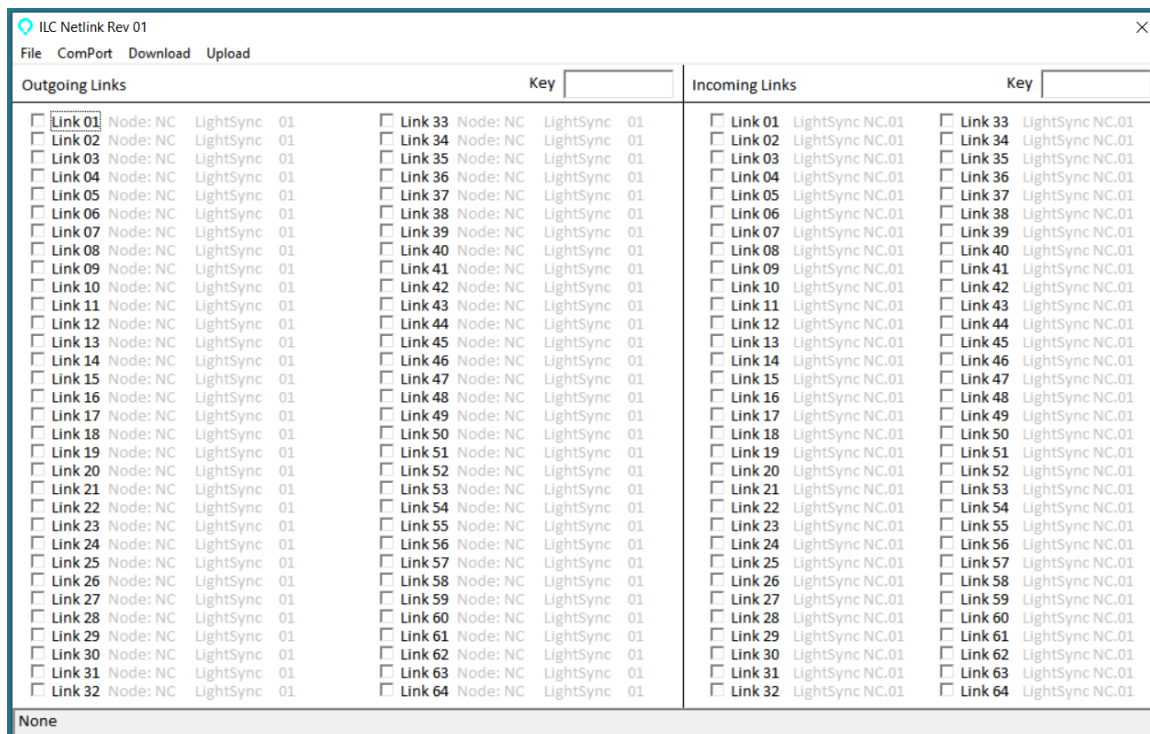 ILC Netlink Rev 01
File ComPort Download Upload
Outgoing Links Key Incoming Links Key
Link 01 Node: NC LightSync 01 Link 33 Node: NC LightSync 01 Link 01 LightSync NC.01 Link 33 LightSync NC.01
Link 02 Node: NC LightSync 01 Link 34 Node: NC LightSync 01 Link 02 LightSync NC.01 Link 34 LightSync NC.01
Link 03 Node: NC LightSync 01 Link 35 Node: NC LightSync 01 Link 03 LightSync NC.01 Link 35 LightSync NC.01
Link 04 Node: NC LightSync 01 Link 36 Node: NC LightSync 01 Link 04 LightSync NC.01 Link 36 LightSync NC.01
Link 05 Node: NC LightSync 01 Link 37 Node: NC LightSync 01 Link 05 LightSync NC.01 Link 37 LightSync NC.01
Link 06 Node: NC LightSync 01 Link 38 Node: NC LightSync 01 Link 06 LightSync NC.01 Link 38 LightSync NC.01
Link 07 Node: NC LightSync 01 Link 39 Node: NC LightSync 01 Link 07 LightSync NC.01 Link 39 LightSync NC.01
Link 08 Node: NC LightSync 01 Link 40 Node: NC LightSync 01 Link 08 LightSync NC.01 Link 40 LightSync NC.01
Link 09 Node: NC LightSync 01 Link 41 Node: NC LightSync 01 Link 09 LightSync NC.01 Link 41 LightSync NC.01
Link 10 Node: NC LightSync 01 Link 42 Node: NC LightSync 01 Link 10 LightSync NC.01 Link 42 LightSync NC.01
Link 11 Node: NC LightSync 01 Link 43 Node: NC LightSync 01 Link 11 LightSync NC.01 Link 43 LightSync NC.01
Link 12 Node: NC LightSync 01 Link 44 Node: NC LightSync 01 Link 12 LightSync NC.01 Link 44 LightSync NC.01
Link 13 Node: NC LightSync 01 Link 45 Node: NC LightSync 01 Link 13 LightSync NC.01 Link 45 LightSync NC.01
Link 14 Node: NC LightSync 01 Link 46 Node: NC LightSync 01 Link 14 LightSync NC.01 Link 46 LightSync NC.01
Link 15 Node: NC LightSync 01 Link 47 Node: NC LightSync 01 Link 15 LightSync NC.01 Link 47 LightSync NC.01
Link 16 Node: NC LightSync 01 Link 48 Node: NC LightSync 01 Link 16 LightSync NC.01 Link 48 LightSync NC.01
Link 17 Node: NC LightSync 01 Link 49 Node: NC LightSync 01 Link 17 LightSync NC.01 Link 49 LightSync NC.01
Link 18 Node: NC LightSync 01 Link 50 Node: NC LightSync 01 Link 18 LightSync NC.01 Link 50 LightSync NC.01
Link 19 Node: NC LightSync 01 Link 51 Node: NC LightSync 01 Link 19 LightSync NC.01 Link 51 LightSync NC.01
Link 20 Node: NC LightSync 01 Link 52 Node: NC LightSync 01 Link 20 LightSync NC.01 Link 52 LightSync NC.01
Link 21 Node: NC LightSync 01 Link 53 Node: NC LightSync 01 Link 21 LightSync NC.01 Link 53 LightSync NC.01
Link 22 Node: NC LightSync 01 Link 54 Node: NC LightSync 01 Link 22 LightSync NC.01 Link 54 LightSync NC.01
Link 23 Node: NC LightSync 01 Link 55 Node: NC LightSync 01 Link 23 LightSync NC.01 Link 55 LightSync NC.01
Link 24 Node: NC LightSync 01 Link 56 Node: NC LightSync 01 Link 24 LightSync NC.01 Link 56 LightSync NC.01
Link 25 Node: NC LightSync 01 Link 57 Node: NC LightSync 01 Link 25 LightSync NC.01 Link 57 LightSync NC.01
Link 26 Node: NC LightSync 01 Link 58 Node: NC LightSync 01 Link 26 LightSync NC.01 Link 58 LightSync NC.01
Link 27 Node: NC LightSync 01 Link 59 Node: NC LightSync 01 Link 27 LightSync NC.01 Link 59 LightSync NC.01
Link 28 Node: NC LightSync 01 Link 60 Node: NC LightSync 01 Link 28 LightSync NC.01 Link 60 LightSync NC.01
Link 29 Node: NC LightSync 01 Link 61 Node: NC LightSync 01 Link 29 LightSync NC.01 Link 61 LightSync NC.01
Link 30 Node: NC LightSync 01 Link 62 Node: NC LightSync 01 Link 30 LightSync NC.01 Link 62 LightSync NC.01
Link 31 Node: NC LightSync 01 Link 63 Node: NC LightSync 01 Link 31 LightSync NC.01 Link 63 LightSync NC.01
Link 32 Node: NC LightSync 01 Link 64 Node: NC LightSync 01 Link 32 LightSync NC.01 Link 64 LightSync NC.01
None